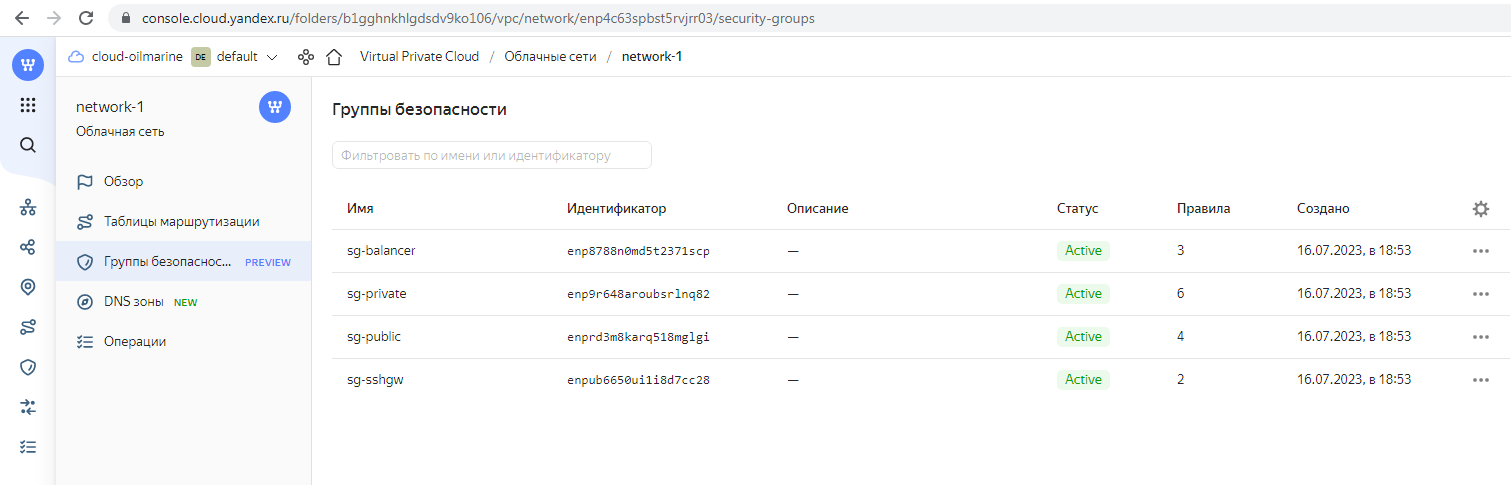 console.cloud.yandex.ru/folders/b1gghnkhlgdsdv9ko106/vpc/network/enp4c63spbst5rvjrr03/security-groups
cloud-oilmarine DE default Virtual Private Cloud / Облачные сети / network-1
network-1
Облачная сеть
Обзор
Таблицы маршрутизации
Группы безопаснос... PREVIEW
DNS зоны NEW
Операции
Группы безопасности
Фильтровать по имени или идентификатору
Имя Идентификатор Описание Статус Правила Создано
sg-balancer enp8788n0md5t2371scp — Active 3 16.07.2023, в 18:53
sg-private enp9r648aroubsrlnq82 — Active 6 16.07.2023, в 18:53
sg-public enprd3m8karq518mglgi — Active 4 16.07.2023, в 18:53
sg-sshgw enpub6650ui1i8d7cc28 — Active 2 16.07.2023, в 18:53